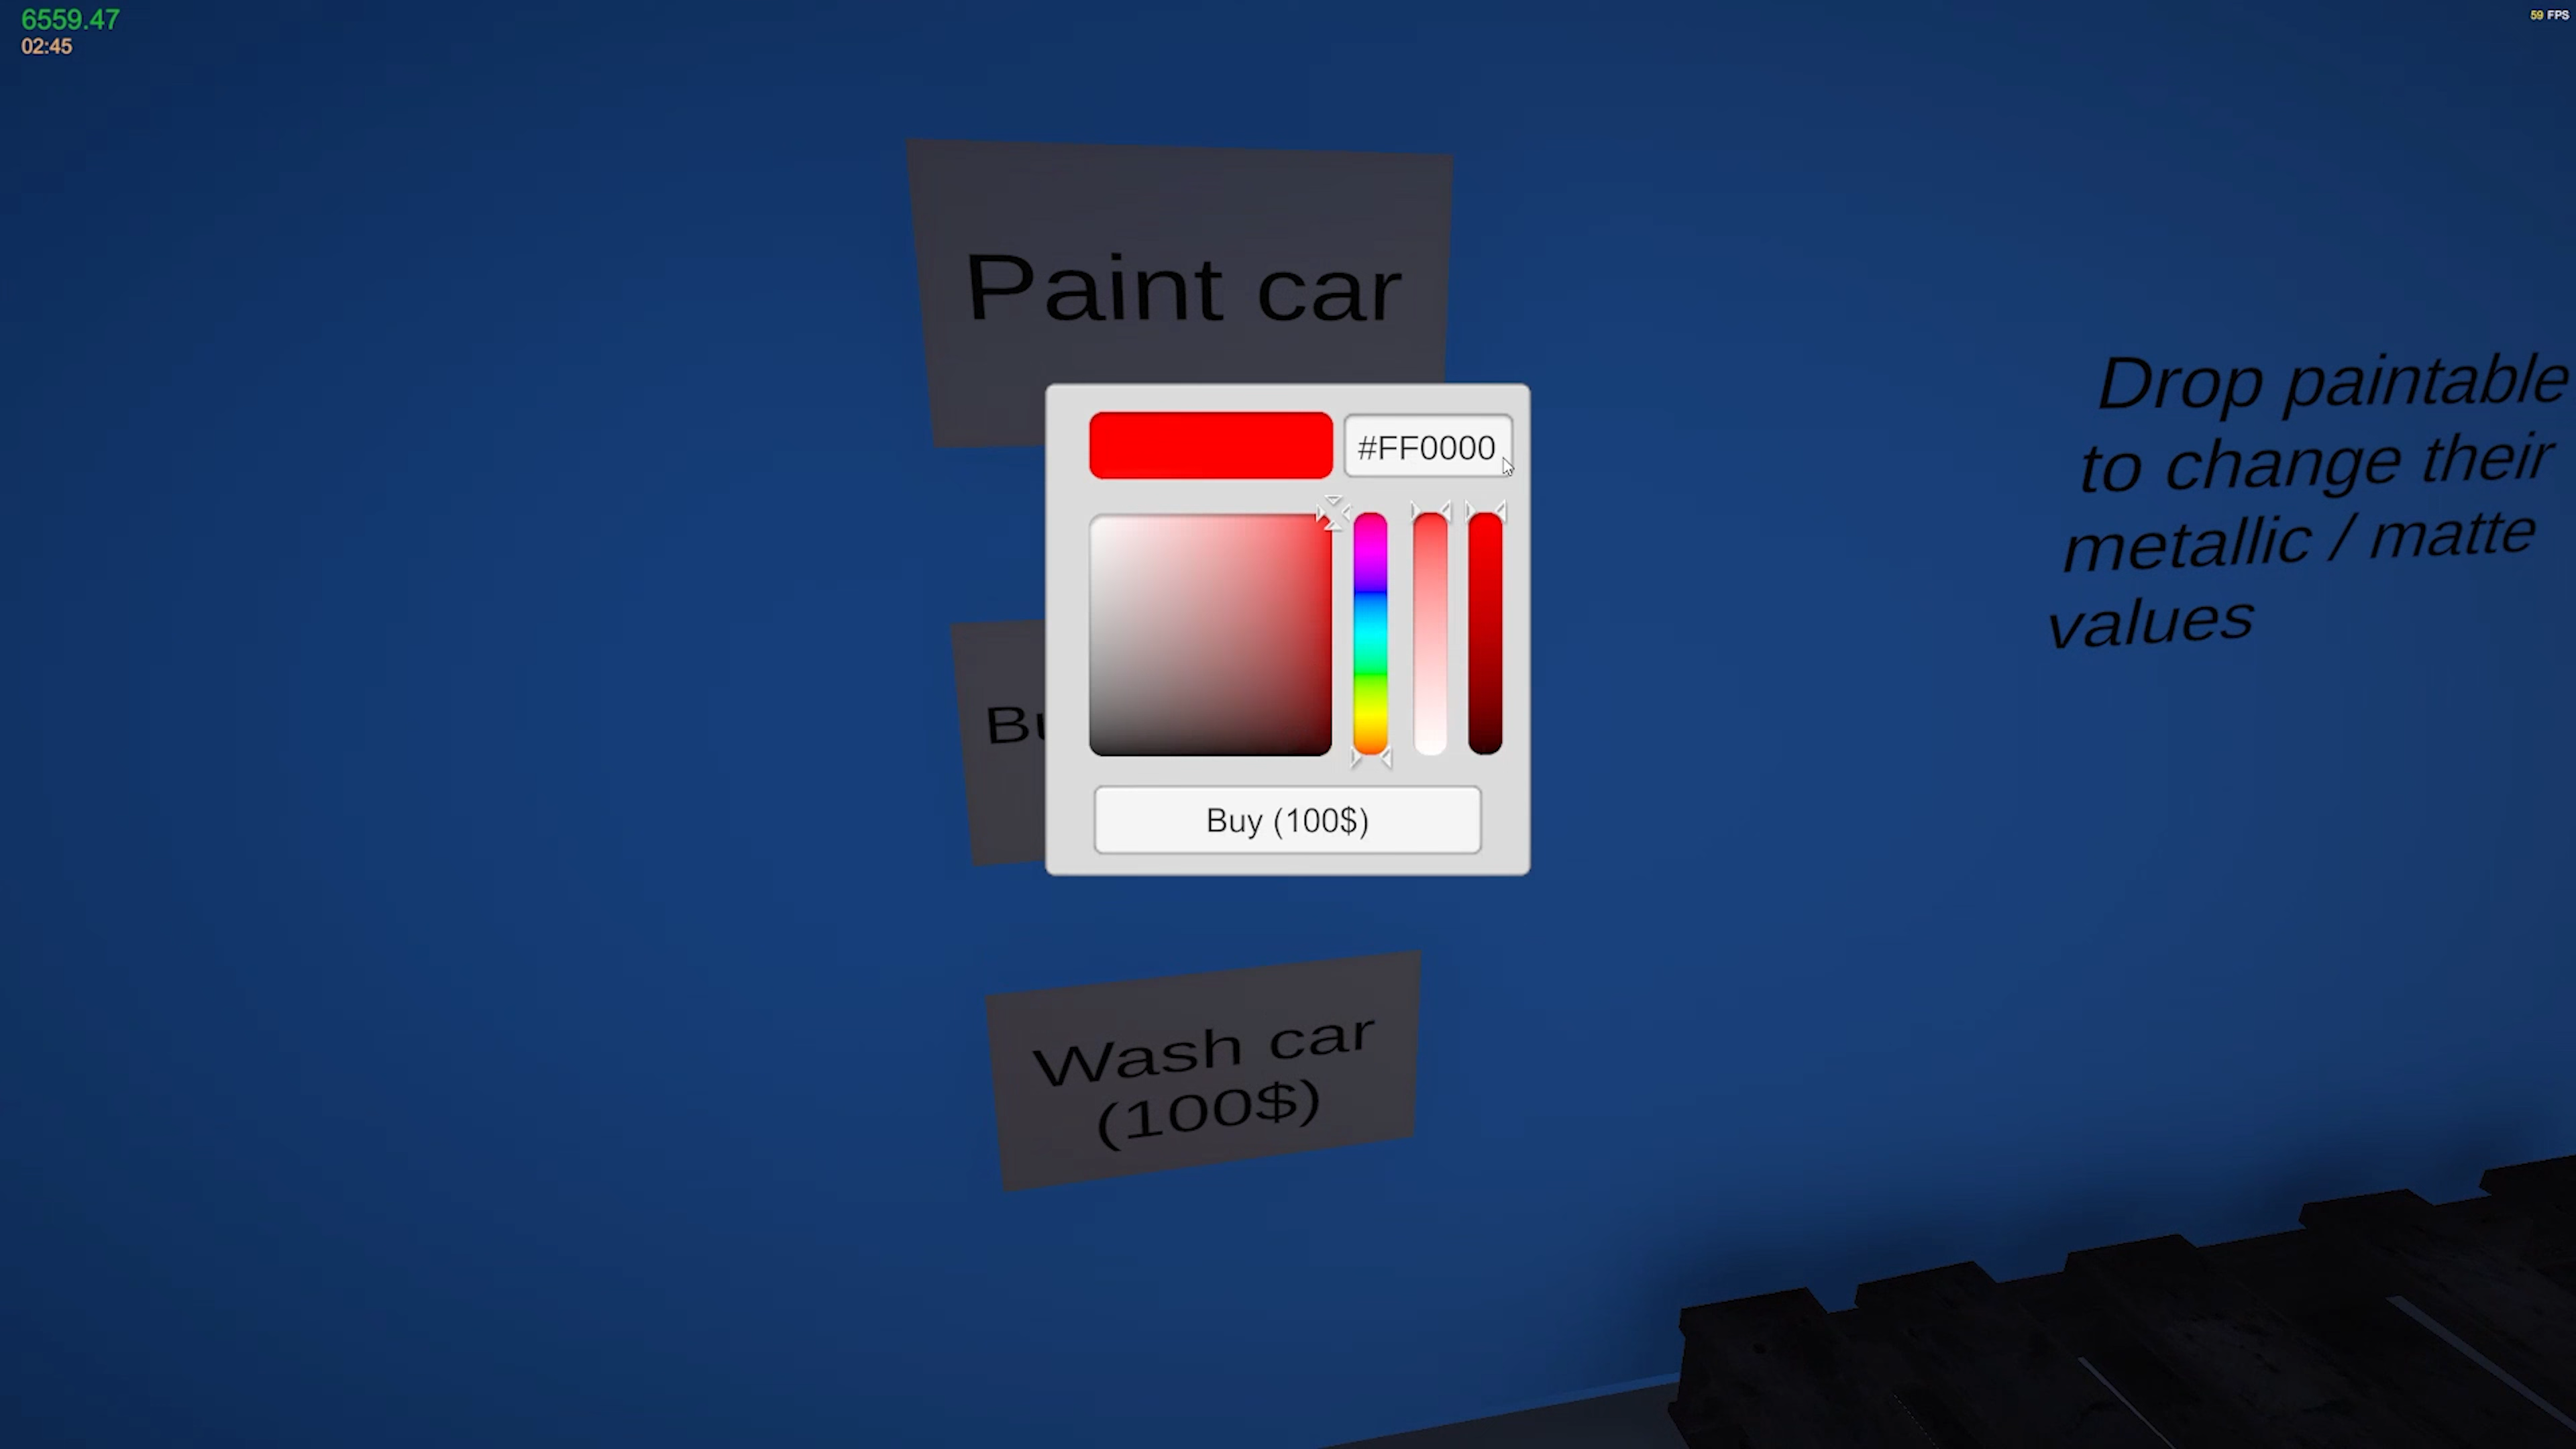 6559.47
02:45
59 FPS
Paint car
#FF0000
Drop paintable
to change their
metallic / matte
values
Buy (100$)
Wash car
(100$)